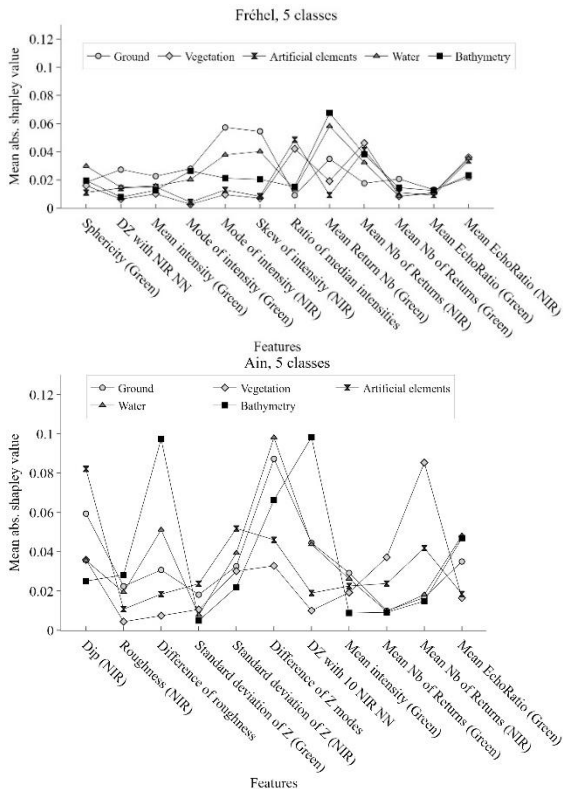 Fréhel, 5 classes
0.12
0.1
0.08
0.06
0.04
0.02
0
Mean abs. shapley value
Ground
Vegetation
Artificial elements
Water
Bathymetry
Sphericity (Green)
DZ with NIR NN
Mean intensity (Green)
Mode of intensity (Green)
Mode of intensity (NIR)
Skew of intensity (NIR)
Ratio of median intensities
Mean Return Nb (Green)
Mean Nb of Returns (NIR)
Mean Nb of Returns (Green)
Mean EchoRatio (Green)
Mean EchoRatio (NIR)
Features
Ain, 5 classes
0.12
0.1
0.08
0.06
0.04
0.02
0
Mean abs. shapley value
Ground
Vegetation
Artificial elements
Water
Bathymetry
Dip (NIR)
Roughness (NIR)
Difference of roughness
Standard deviation of Z (Green)
Standard deviation of Z (NIR)
Difference of Z modes
DZ with 10 NIR NN
Mean intensity (Green)
Mean Nb of Returns (Green)
Mean Nb of Returns (NIR)
Mean EchoRatio (Green)
Features